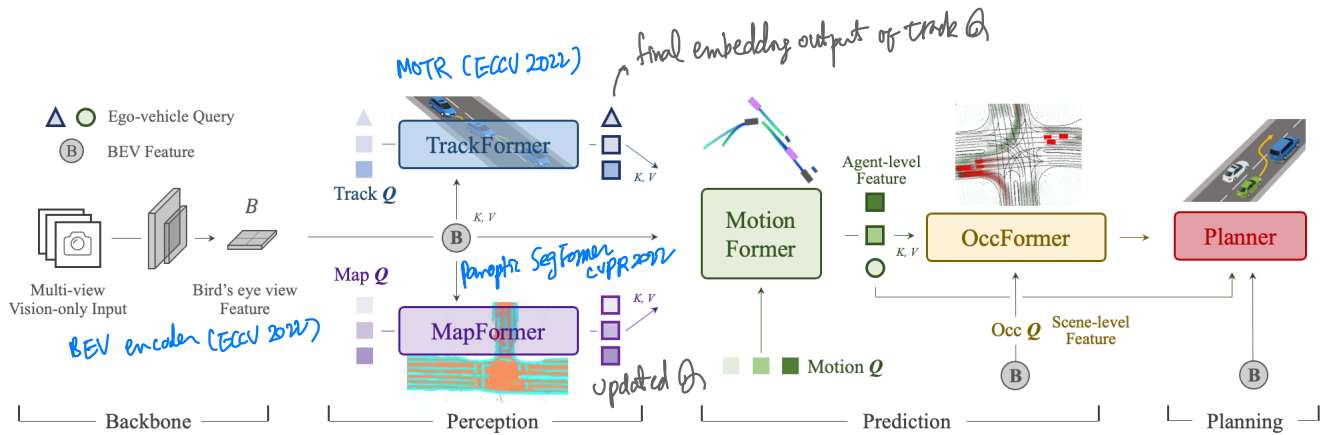 MOTR (ECCV 2022)
final embedding output of track Q
Ego-vehicle Query
B
BEV Feature
TrackFormer
Track Q
K, V
Agent-level
Feature
B
K, V
B
Motion
Former
K, V
OccFormer
Planner
Panoptic SegFormer
CVPR 2022
Map Q
K, V
Multi-view
Vision-only Input
Bird's eye view
Feature
BEV encoder (ECCV 2022)
MapFormer
updated Q
Occ Q
Scene-level
Feature
Motion Q
B
B
Backbone
Perception
Prediction
Planning